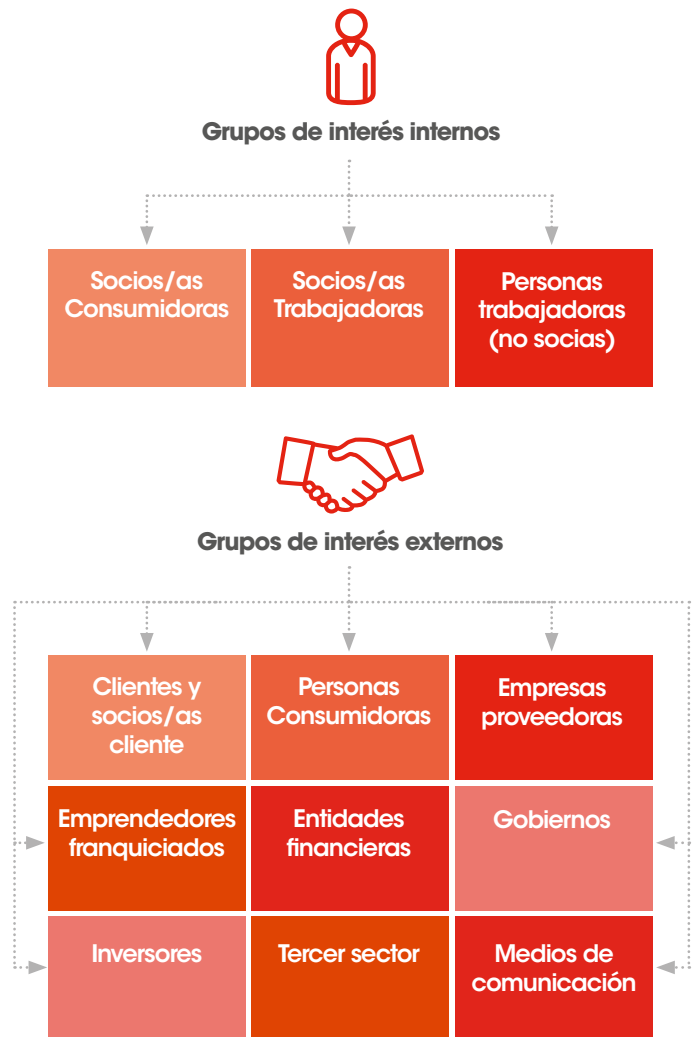 Grupos de interés internos
Socios/as
Consumidoras
Socios/as
Trabajadoras
Personas
trabajadoras
(no socias)
Grupos de interés externos
Clientes y
socios/as
cliente
Personas
Consumidoras
Empresas
proveedoras
Emprendedores
franquiciados
Entidades
financieras
Gobiernos
Inversores
Tercer sector
Medios de
comunicación